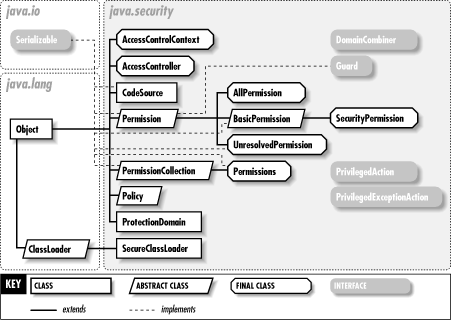 java.io
java.security
Serializable
AccessControlContext
DomainCombiner
AccessController
Guard
java.lang
CodeSource
AllPermission
Object
Permission
BasicPermission
SecurityPermission
UnresolvedPermission
PermissionCollection
Permissions
PrivilegedAction
Policy
PrivilegedExceptionAction
ProtectionDomain
ClassLoader
SecureClassLoader
KEY
CLASS
ABSTRACT CLASS
FINAL CLASS
INTERFACE
extends
implements